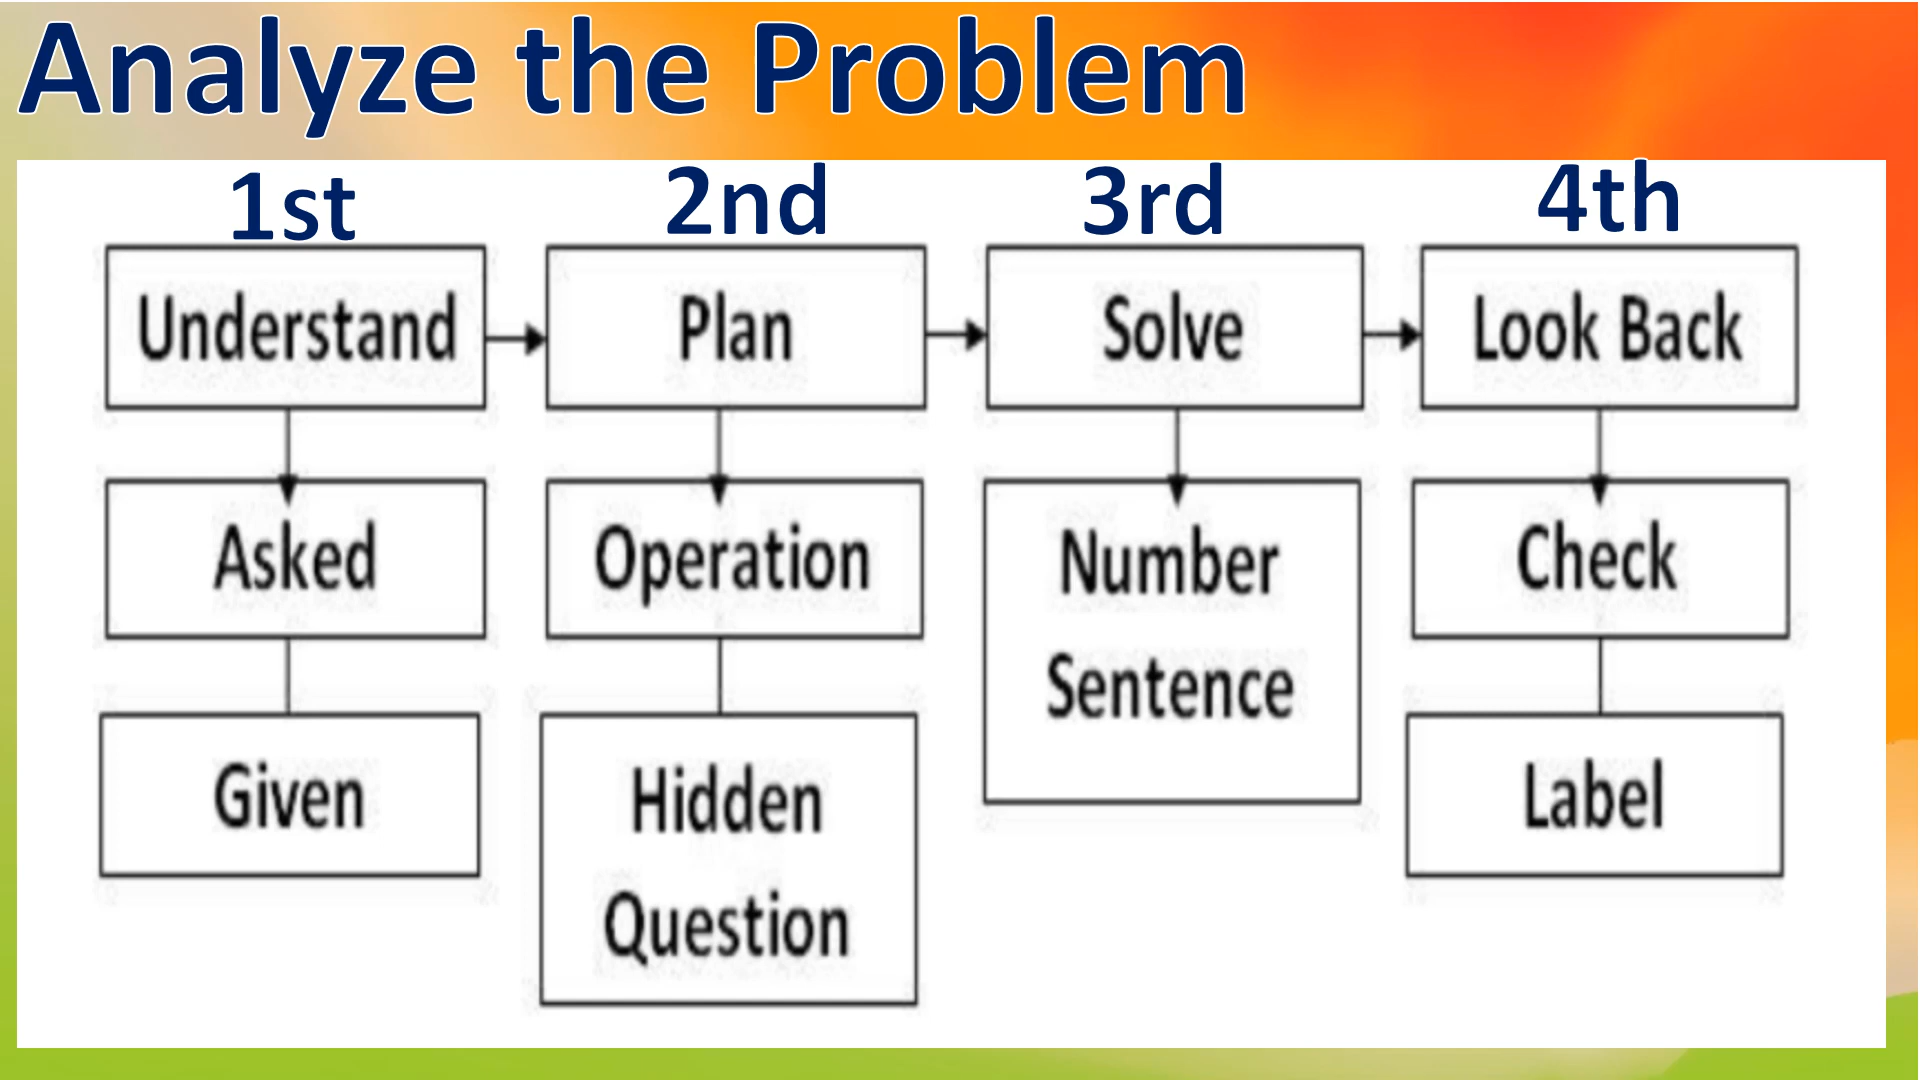 Analyze the Problem
1st
2nd
3rd
4th
Understand
Plan
Solve
Look Back
Asked
Operation
Number
Sentence
Check
Given
Hidden
Question
Label